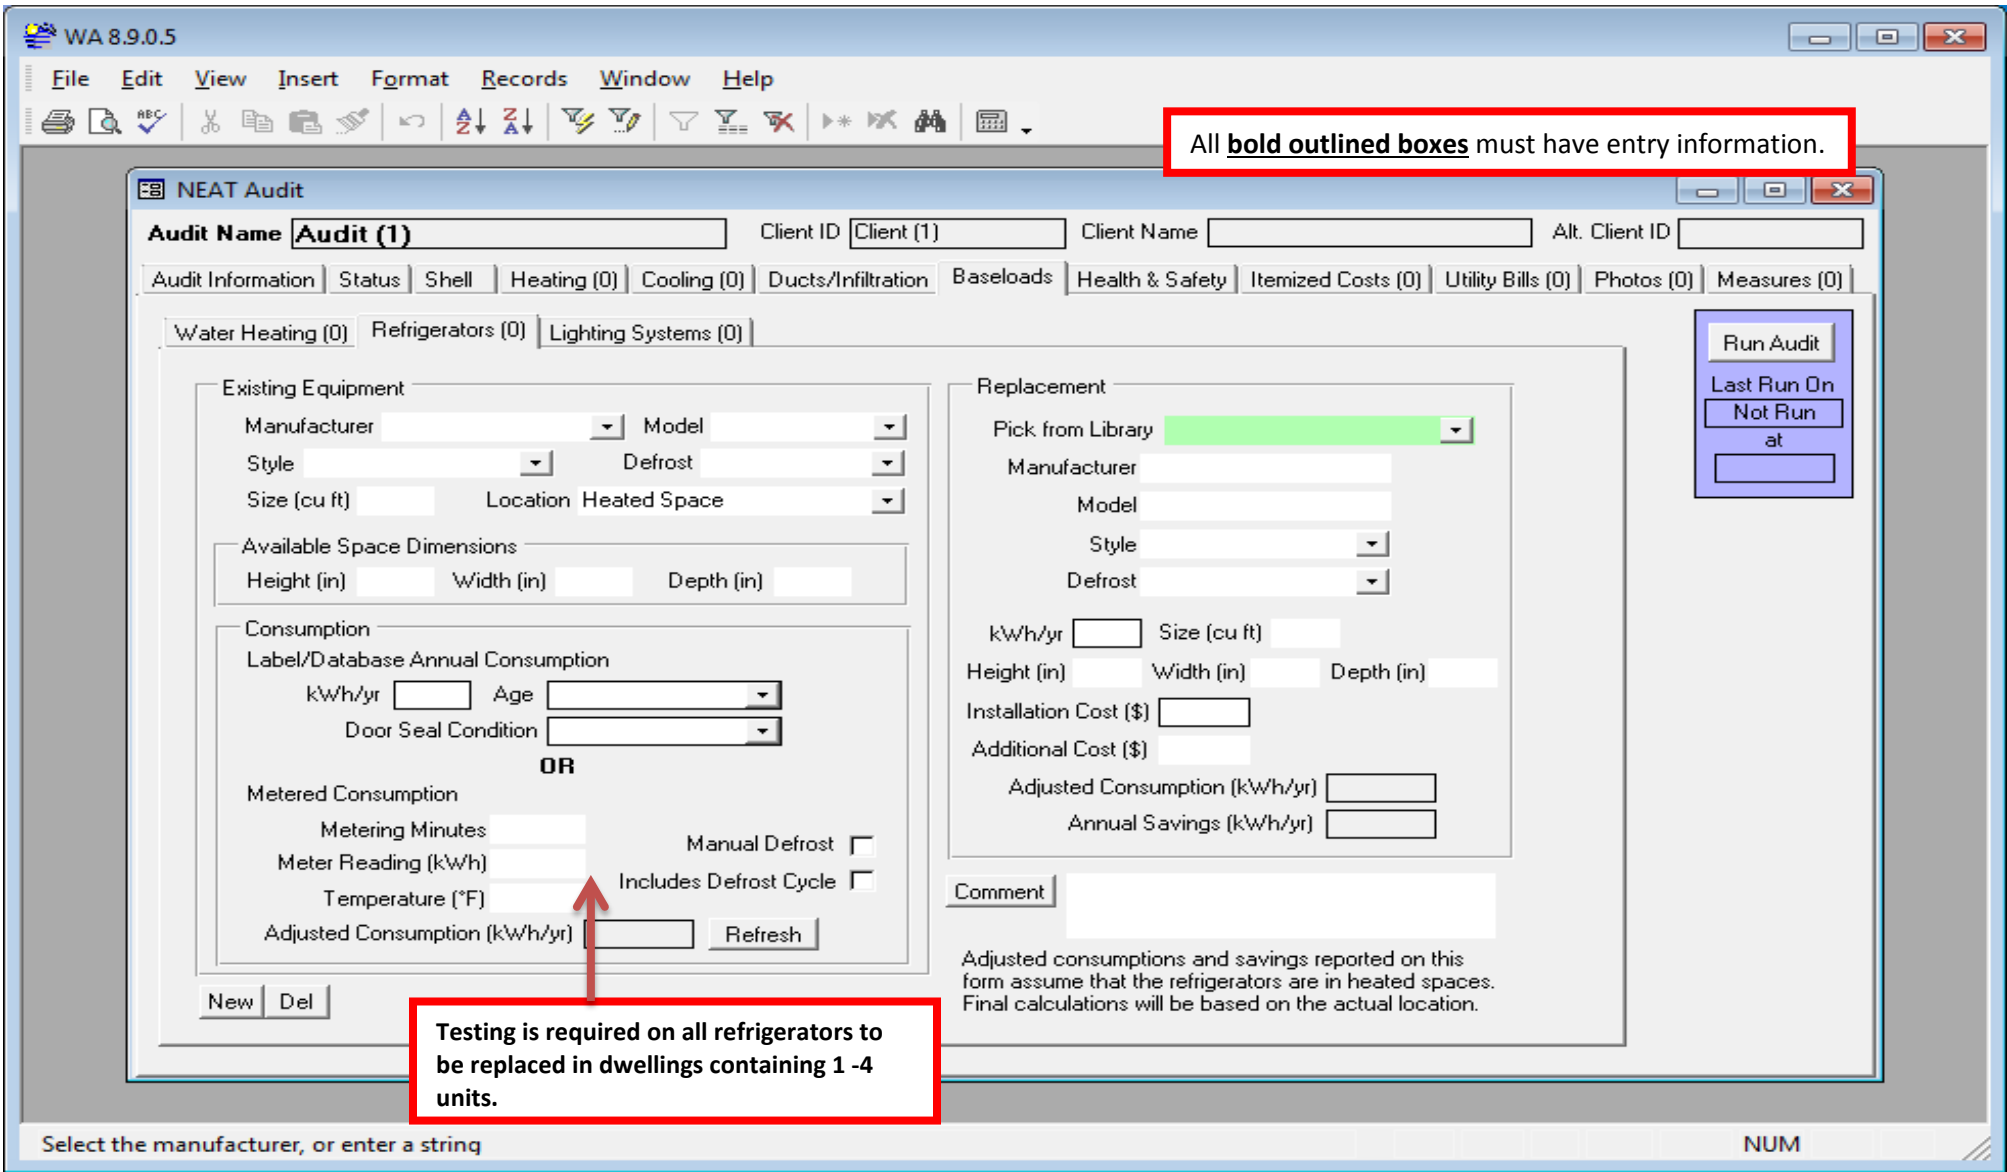 WA 8.9.0.5
File Edit View Insert Format Records Window Help
All bold outlined boxes must have entry information.
NEAT Audit
Audit Name Audit (1) Client ID Client (1) Client Name Alt. Client ID
Audit Information Status Shell Heating (0) Cooling (0) Ducts/Infiltration Baseloads Health & Safety Itemized Costs (0) Utility Bills (0) Photos (0) Measures (0)
Water Heating (0) Refrigerators (0) Lighting Systems (0)
Run Audit
Last Run On
Not Run
at
Existing Equipment
Manufacturer Model
Style Defrost
Size (cu ft) Location Heated Space
Available Space Dimensions
Height (in) Width (in) Depth (in)
Consumption
Label/Database Annual Consumption
kWh/yr Age
Door Seal Condition
OR
Metered Consumption
Metering Minutes
Meter Reading (kWh)
Temperature (°F)
Manual Defrost
Includes Defrost Cycle
Adjusted Consumption (kWh/yr) Refresh
New Del
Replacement
Pick from Library
Manufacturer
Model
Style
Defrost
kWh/yr Size (cu ft)
Height (in) Width (in) Depth (in)
Installation Cost ($)
Additional Cost ($)
Adjusted Consumption (kWh/yr)
Annual Savings (kWh/yr)
Comment
Adjusted consumptions and savings reported on this
form assume that the refrigerators are in heated spaces.
Final calculations will be based on the actual location.
Testing is required on all refrigerators to
be replaced in dwellings containing 1 -4
units.
Select the manufacturer, or enter a string NUM